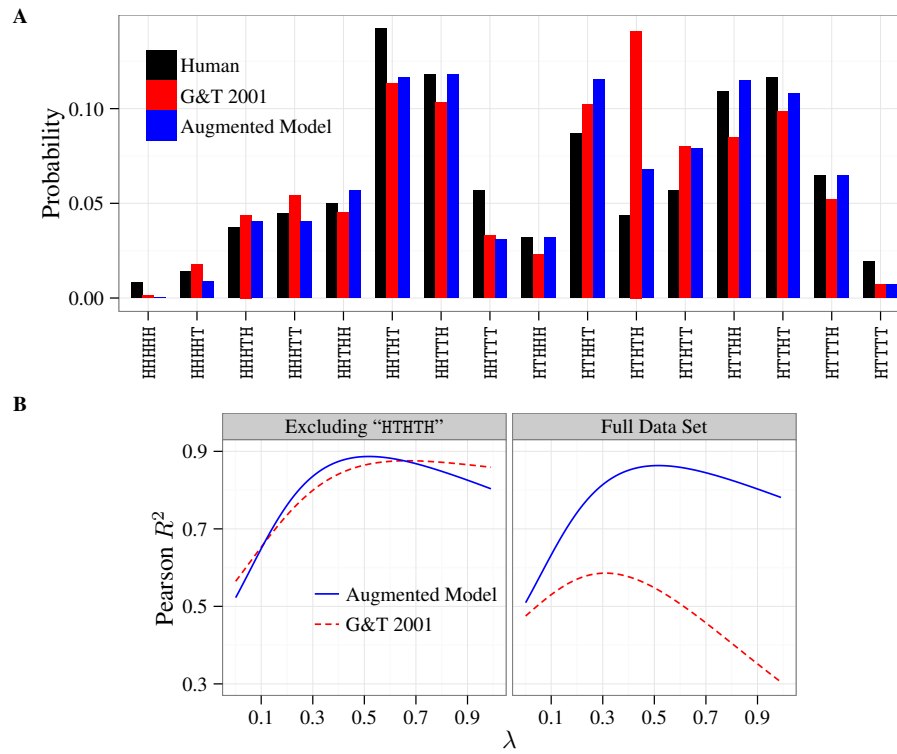 A
Human
G&T 2001
Augmented Model
Probability
0.10
0.05
0.00
HHHHH
HHHHT
HHHTH
HHHTT
HHTHH
HHTHT
HHTTH
HHTTT
HTHHH
HTHHT
HTHTH
HTHTT
HTTHH
HTTHT
HTTTH
HTTTT
B
Excluding “HTHTH”
Full Data Set
Pearson R²
0.9
0.7
0.5
0.3
Augmented Model
G&T 2001
0.1 0.3 0.5 0.7 0.9 0.1 0.3 0.5 0.7 0.9
λ